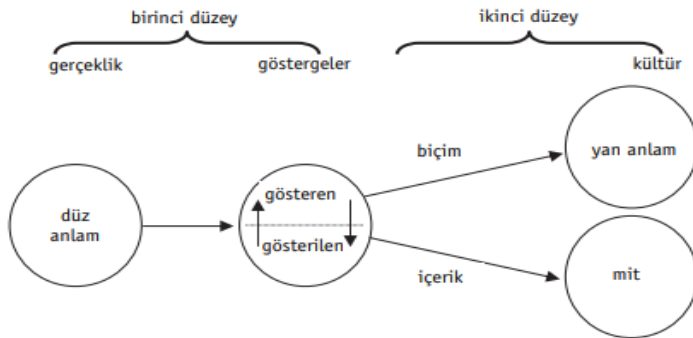 birinci düzey
ikinci düzey
gerçeklik
göstergeler
kültür
biçim
yan anlam
gösteren
düz
anlam
gösterilen
içerik
mit